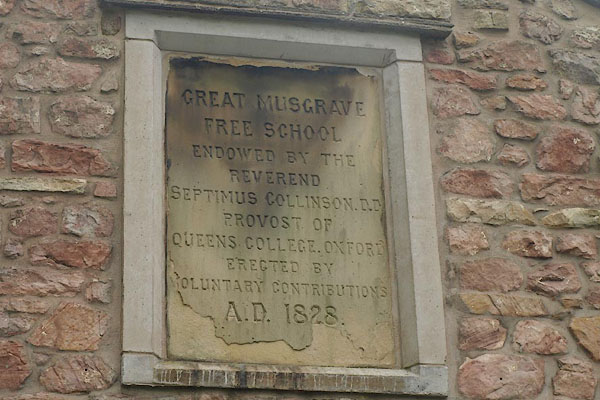 GREAT MUSGRAVE
FREE SCHOOL
ENDOWED BY THE
REVEREND
SEPTIMUS COLLINSON. D.D
PROVOST OF
QUEENS COLLEGE. OXFORD
ERECTED BY
VOLUNTARY CONTRIBUTIONS
A.D. 1828.